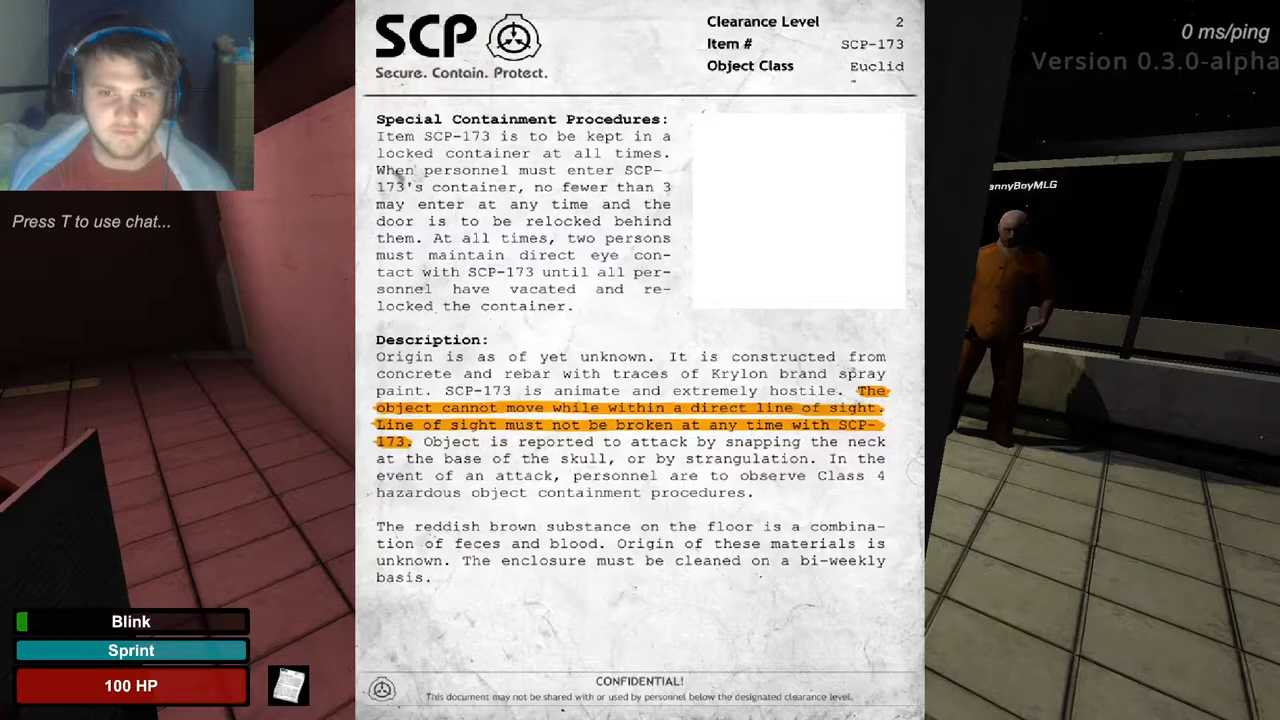 SCP
Secure. Contain. Protect.
Clearance Level 2
Item # SCP-173
Object Class Euclid
0 ms/ping
Version 0.3.0-alpha
Special Containment Procedures:
Item SCP-173 is to be kept in a
locked container at all times.
When personnel must enter SCP-
173's container, no fewer than 3
may enter at any time and the
door is to be relocked behind
them. At all times, two persons
must maintain direct eye con-
tact with SCP-173 until all per-
sonnel have vacated and re-
locked the container.
annyBoyMLG
Press T to use chat...
Description:
Origin is as of yet unknown. It is constructed from
concrete and rebar with traces of Krylon brand spray
paint. SCP-173 is animate and extremely hostile. The
object cannot move while within a direct line of sight.
Line of sight must not be broken at any time with SCP-
173. Object is reported to attack by snapping the neck
at the base of the skull, or by strangulation. In the
event of an attack, personnel are to observe Class 4
hazardous object containment procedures.
The reddish brown substance on the floor is a combina-
tion of feces and blood. Origin of these materials is
unknown. The enclosure must be cleaned on a bi-weekly
basis.
Blink
Sprint
100 HP
CONFIDENTIAL!
This document may not be shared with or used by personnel below the designated clearance level.